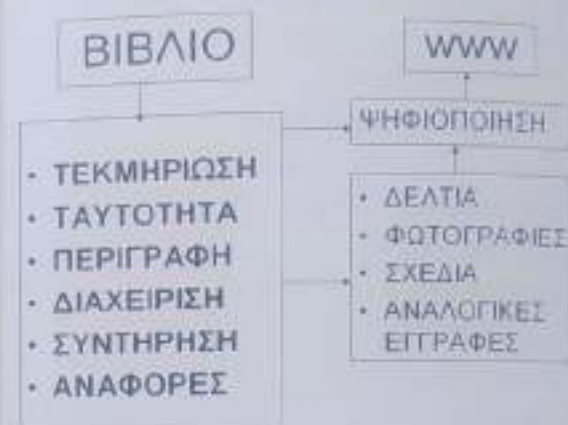 ΒΙΒΛΙΟ
• ΤΕΚΜΗΡΙΩΣΗ
• ΤΑΥΤΟΤΗΤΑ
• ΠΕΡΙΓΡΑΦΗ
• ΔΙΑΧΕΙΡΙΣΗ
• ΣΥΝΤΗΡΗΣΗ
• ΑΝΑΦΟΡΕΣ
WWW
ΨΗΦΙΟΠΟΙΗΣΗ
• ΔΕΛΤΙΑ
• ΦΩΤΟΓΡΑΦΙΕΣ
• ΣΧΕΔΙΑ
• ΑΝΑΛΟΓΙΚΕΣ
ΕΓΓΡΑΦΕΣ